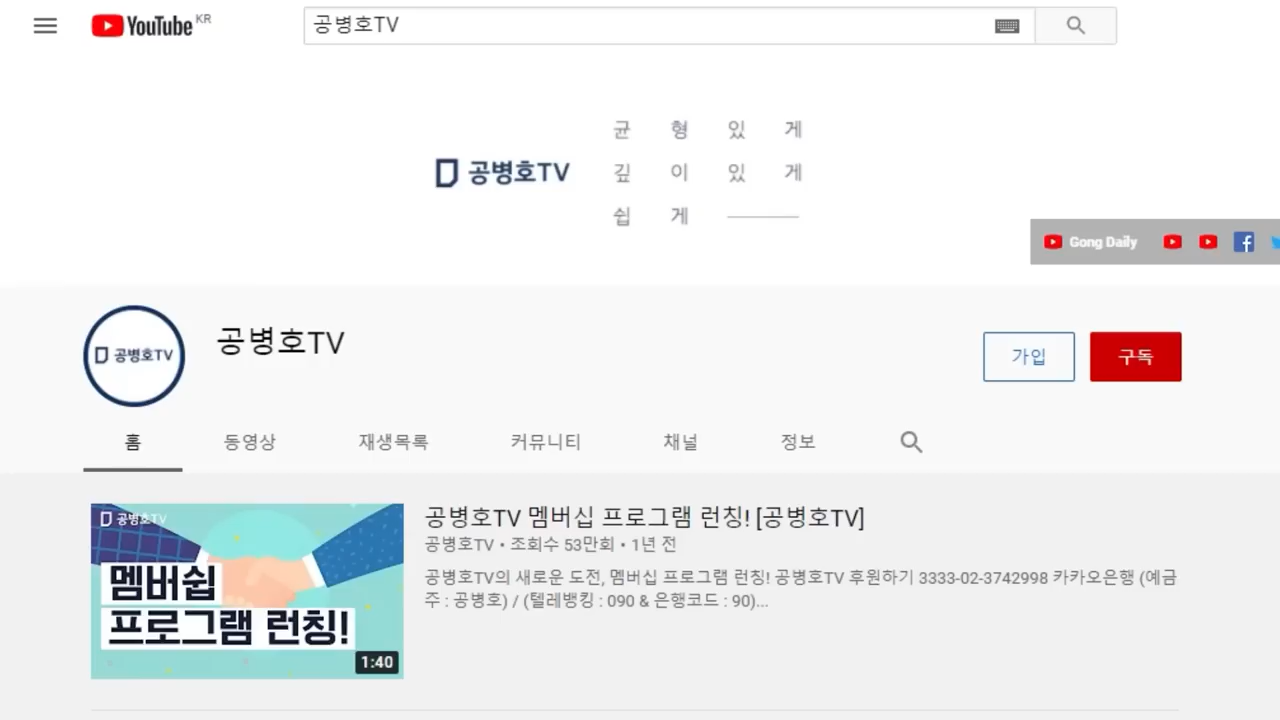 YouTube KR
공병호TV
균 형 있 게
공병호TV
깊 이 있 게
쉽 게
Gong Daily
공병호TV
공병호TV
가입
구독
홈
동영상
재생목록
커뮤니티
채널
정보
공병호TV
멤버쉽
프로그램 런칭!
1:40
공병호TV 멤버십 프로그램 런칭! [공병호TV]
공병호TV • 조회수 53만회 • 1년 전
공병호TV의 새로운 도전, 멤버십 프로그램 런칭! 공병호TV 후원하기 3333-02-3742998 카카오은행 (예금
주 : 공병호) / (텔레뱅킹 : 090 & 은행코드 : 90)...